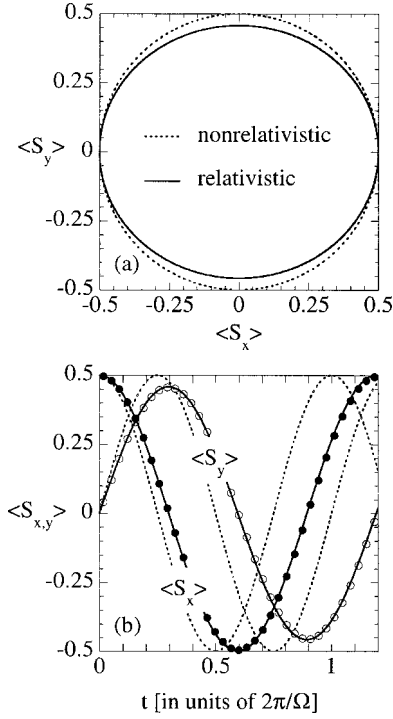 0.5
0.25
<S_y> 0
-0.25
-0.5
nonrelativistic
relativistic
(a)
-0.5 -0.25 0 0.25 0.5
<S_x>
0.5
0.25
<S_x,y> 0
-0.25
-0.5
<S_y>
<S_x>
(b)
0 0.5 1
t [in units of 2π/Ω]